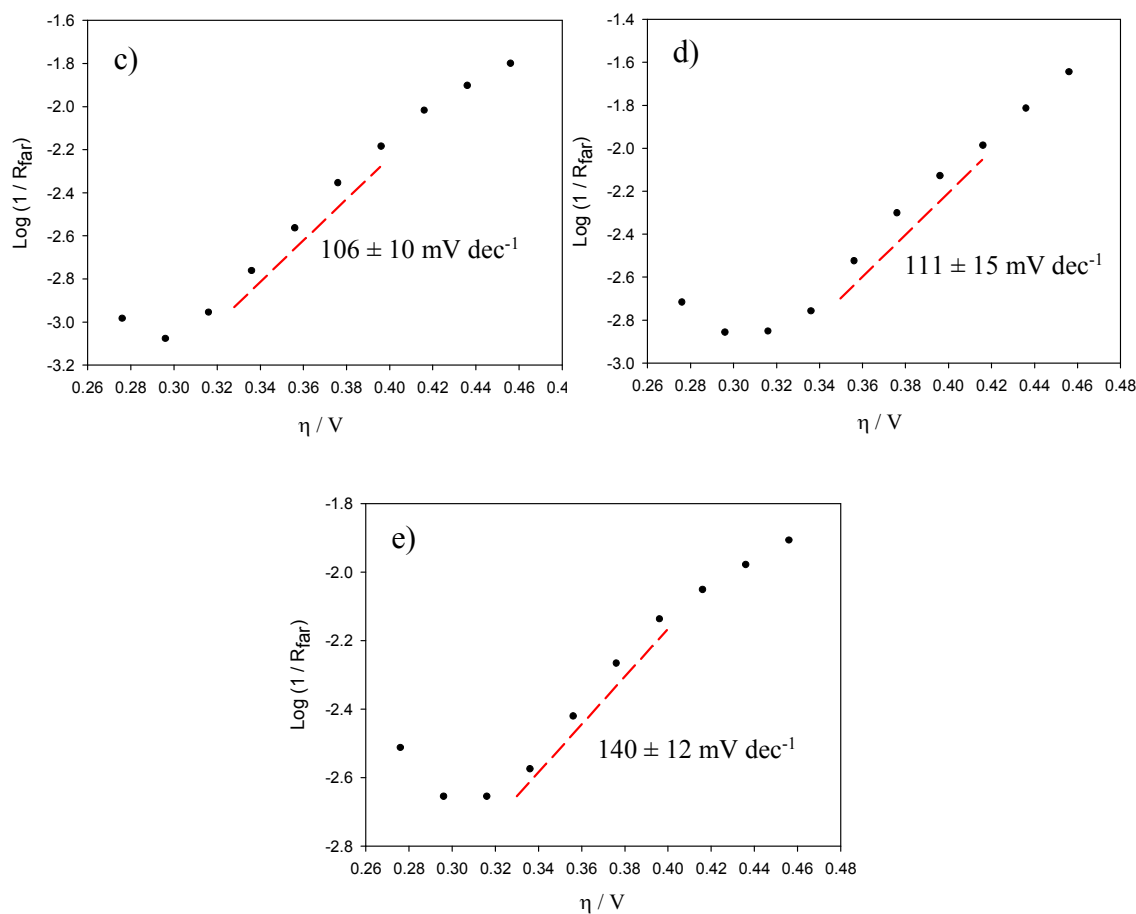 c)
-1.6
-1.8
-2.0
-2.2
-2.4
-2.6
-2.8
-3.0
-3.2
Log (1 / Rfar)
106 ± 10 mV dec-1
0.26 0.28 0.30 0.32 0.34 0.36 0.38 0.40 0.42 0.44 0.46 0.4
η / V
d)
-1.4
-1.6
-1.8
-2.0
-2.2
-2.4
-2.6
-2.8
-3.0
Log (1 / Rfar)
111 ± 15 mV dec-1
0.26 0.28 0.30 0.32 0.34 0.36 0.38 0.40 0.42 0.44 0.46 0.48
η / V
e)
-1.8
-2.0
-2.2
-2.4
-2.6
-2.8
Log (1 / Rfar)
140 ± 12 mV dec-1
0.26 0.28 0.30 0.32 0.34 0.36 0.38 0.40 0.42 0.44 0.46 0.48
η / V